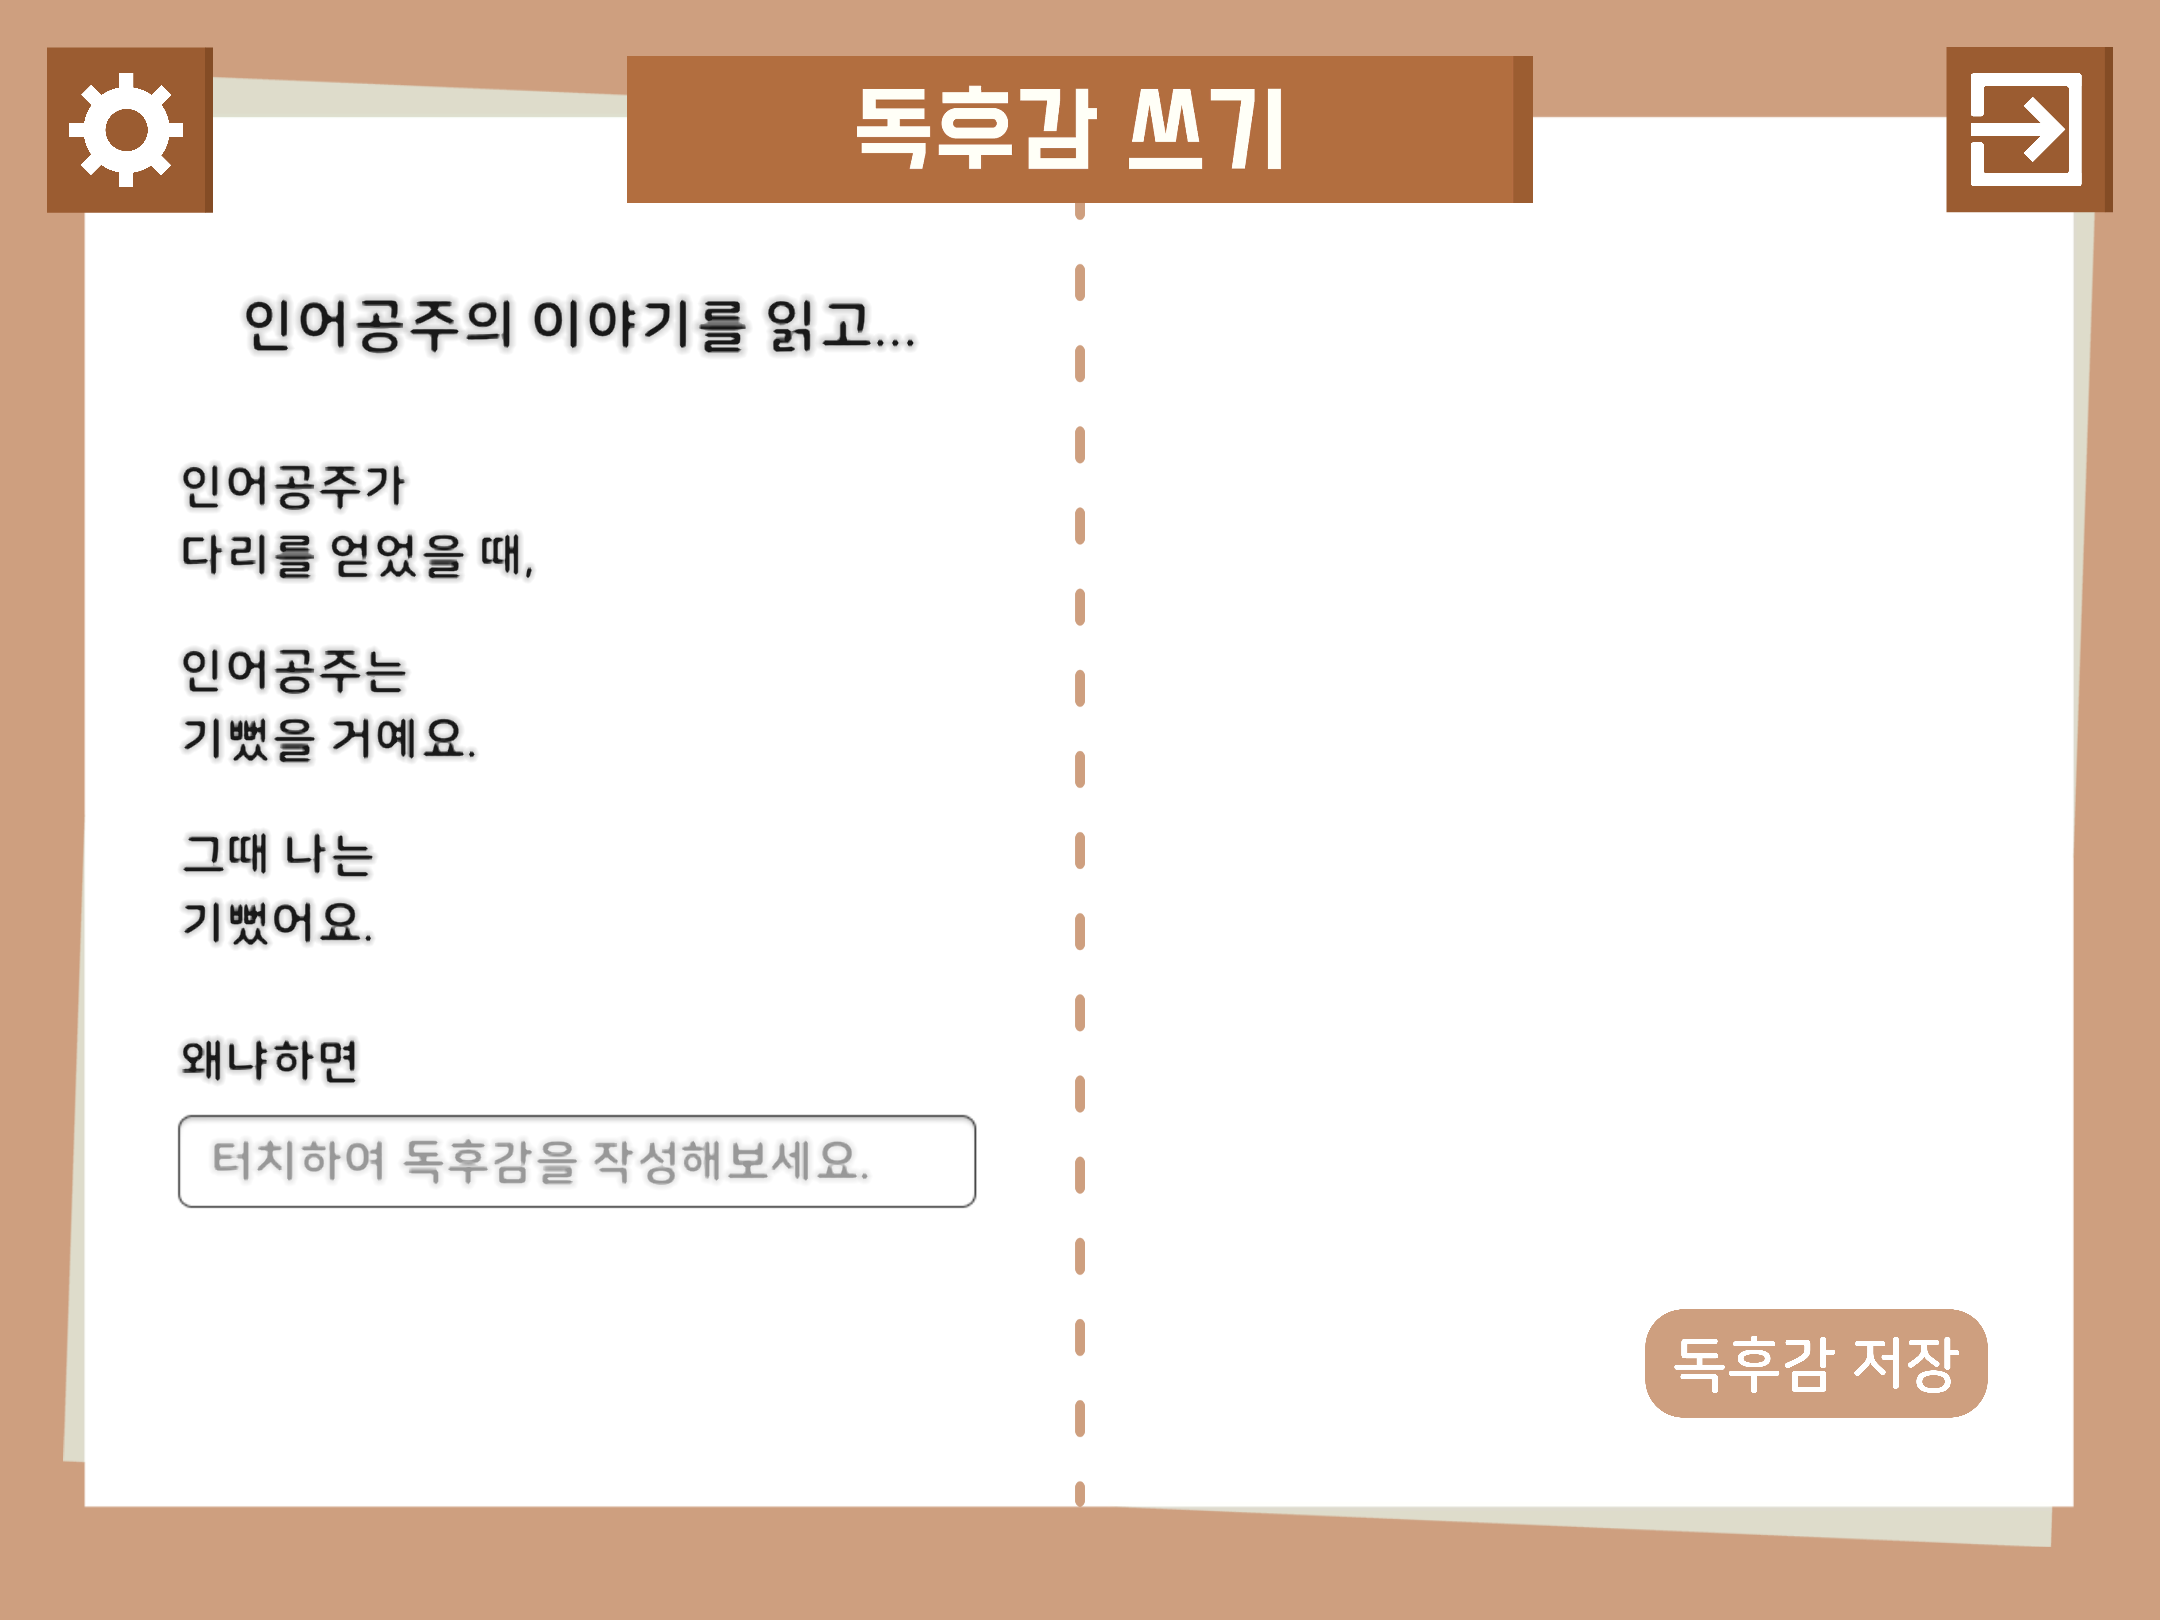 독후감 쓰기
인어공주의 이야기를 읽고...
인어공주가
다리를 얻었을 때,
인어공주는
기뻤을 거예요.
그때 나는
기뻤어요.
왜냐하면
터치하여 독후감을 작성해보세요.
독후감 저장